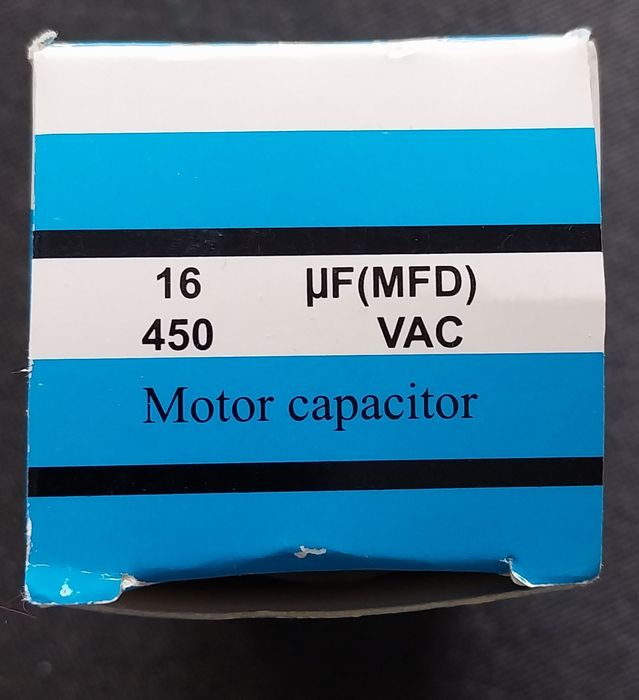 16 µF(MFD)
450 VAC
Motor capacitor